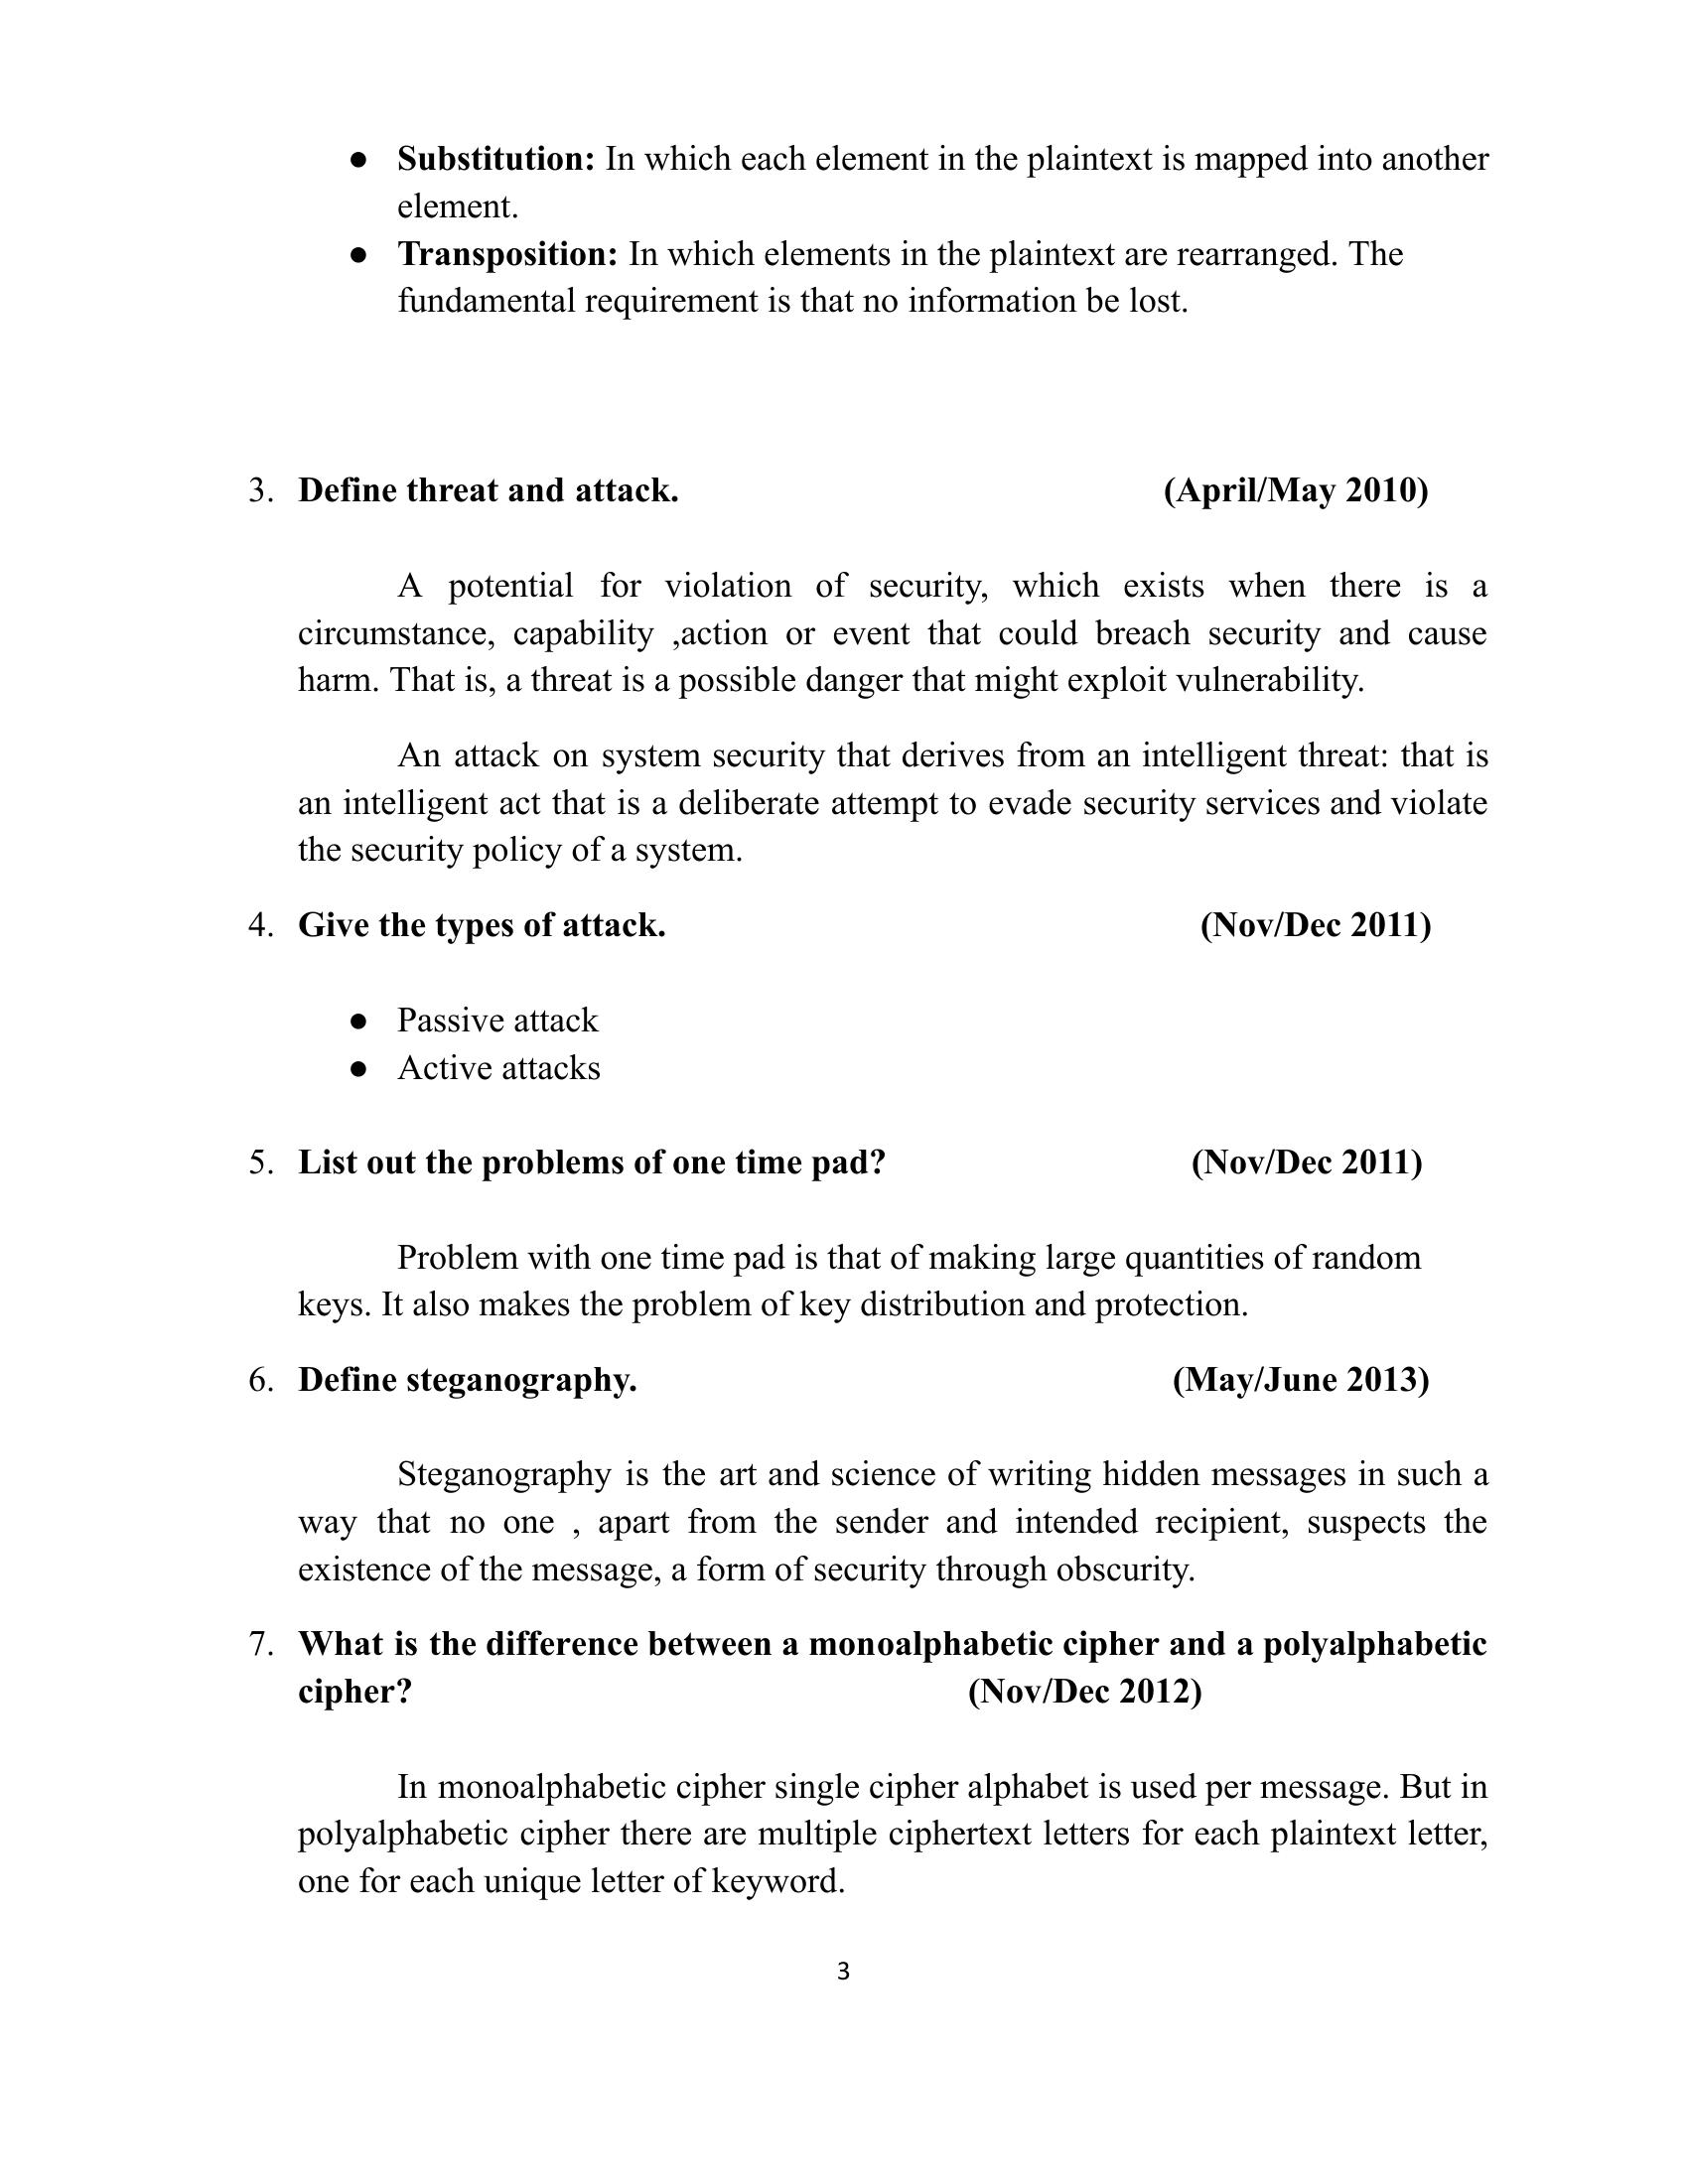 ● Substitution: In which each element in the plaintext is mapped into another
element.
● Transposition: In which elements in the plaintext are rearranged. The
fundamental requirement is that no information be lost.
3. Define threat and attack. (April/May 2010)
A potential for violation of security, which exists when there is a
circumstance, capability ,action or event that could breach security and cause
harm. That is, a threat is a possible danger that might exploit vulnerability.
An attack on system security that derives from an intelligent threat: that is
an intelligent act that is a deliberate attempt to evade security services and violate
the security policy of a system.
4. Give the types of attack. (Nov/Dec 2011)
● Passive attack
● Active attacks
5. List out the problems of one time pad? (Nov/Dec 2011)
Problem with one time pad is that of making large quantities of random
keys. It also makes the problem of key distribution and protection.
6. Define steganography. (May/June 2013)
Steganography is the art and science of writing hidden messages in such a
way that no one , apart from the sender and intended recipient, suspects the
existence of the message, a form of security through obscurity.
7. What is the difference between a monoalphabetic cipher and a polyalphabetic
cipher? (Nov/Dec 2012)
In monoalphabetic cipher single cipher alphabet is used per message. But in
polyalphabetic cipher there are multiple ciphertext letters for each plaintext letter,
one for each unique letter of keyword.
3